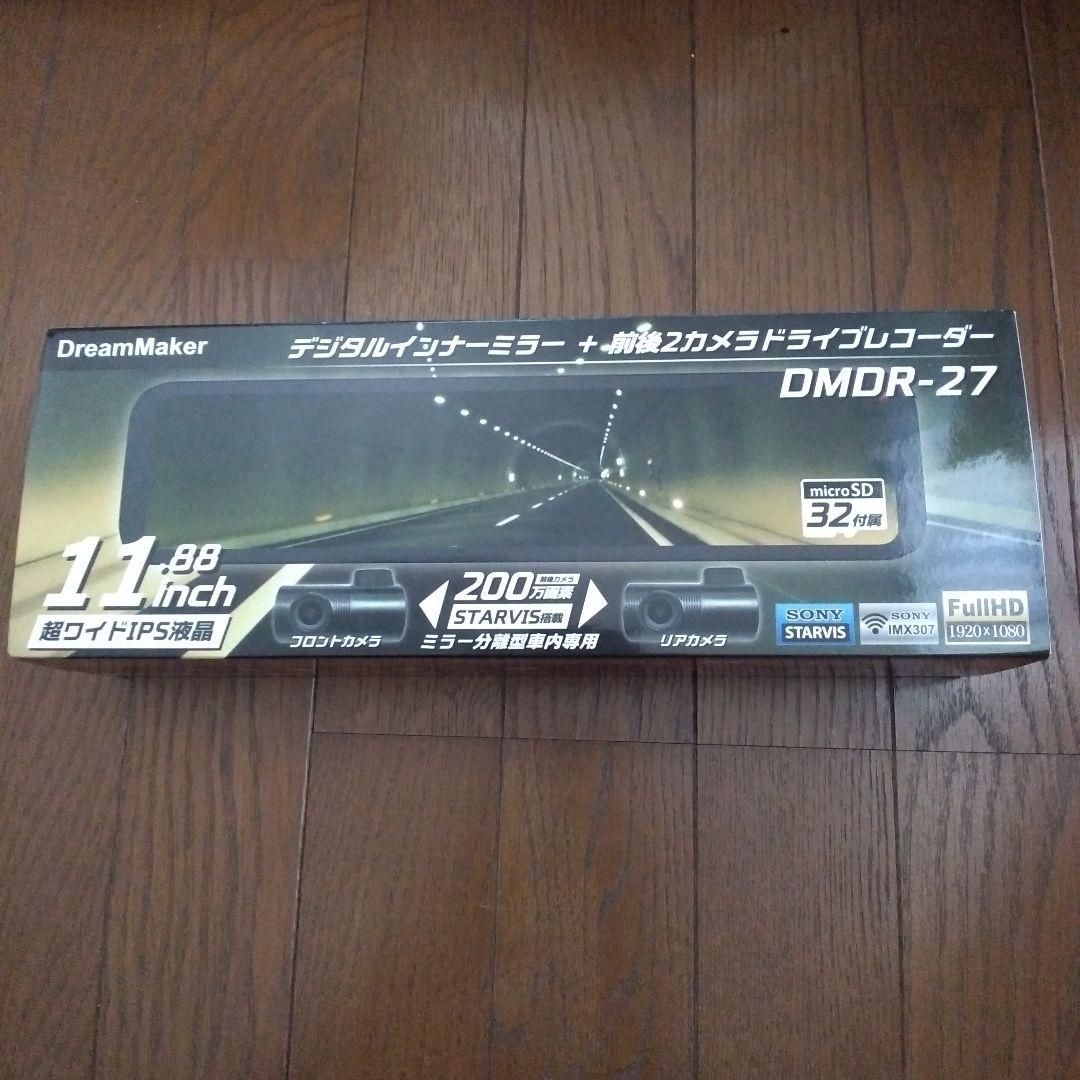 DreamMaker
デジタルインナーミラー + 前後2カメラドライブレコーダー
DMDR-27
microSD
32付属
11.88
inch
超ワイドIPS液晶
フロントカメラ
200
前後カメラ
万画素
STARVIS搭載
ミラー分離型車内専用
リアカメラ
SONY
STARVIS
SONY
IMX307
FullHD
1920×1080